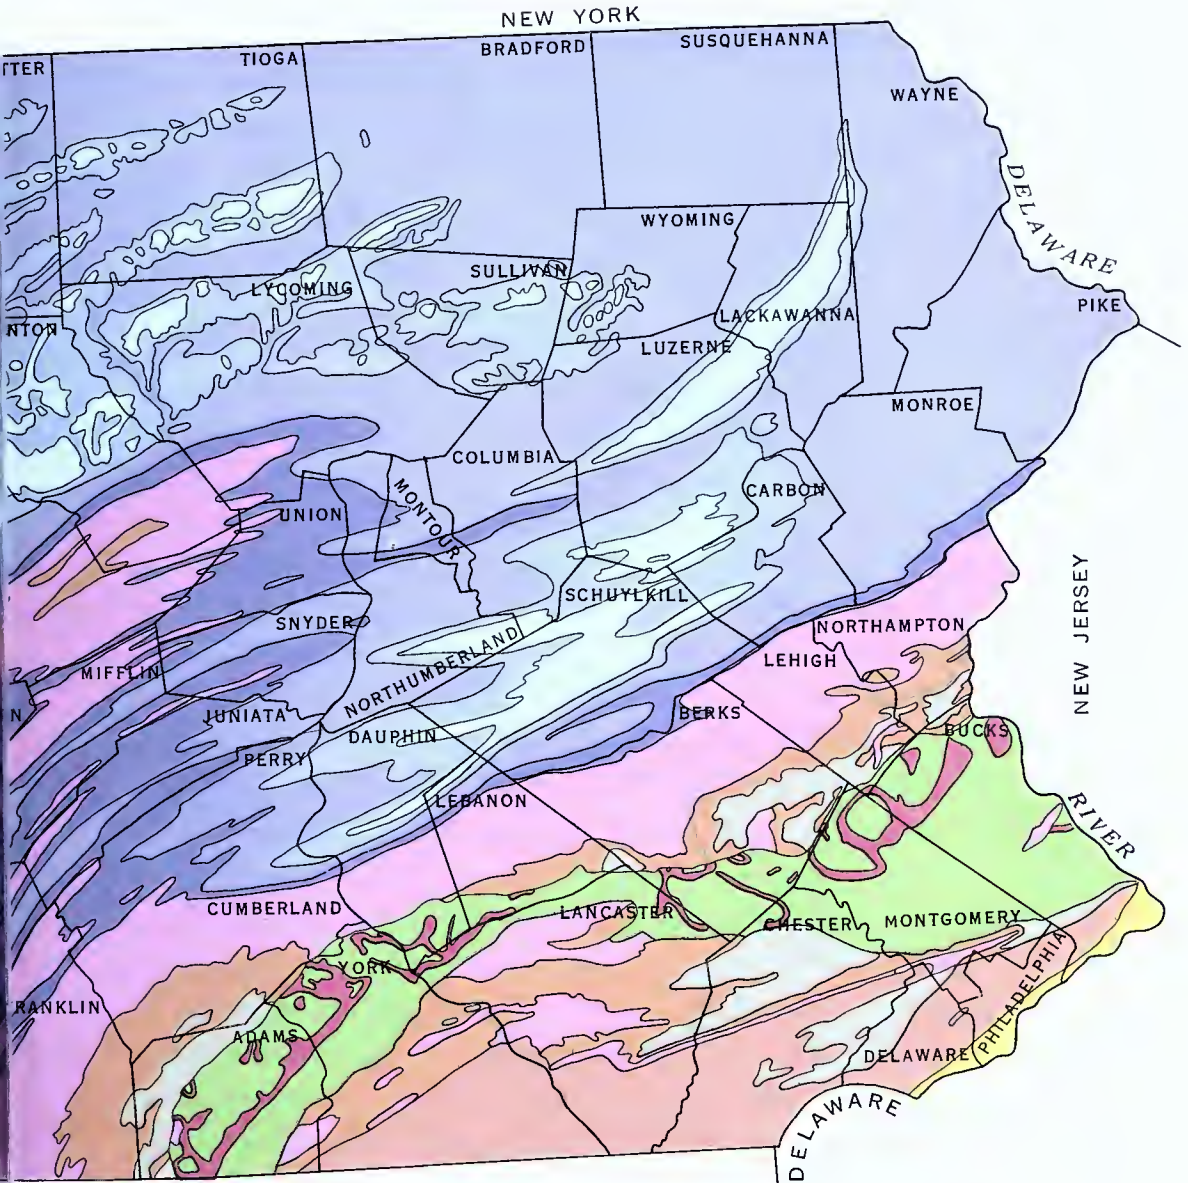 NEW YORK
TTER
TIOGA
BRADFORD
SUSQUEHANNA
WAYNE
DELAWARE
WYOMING
SULLIVAN
LYCOMING
PIKE
NTON
LACKAWANNA
LUZERNE
MONROE
COLUMBIA
CARBON
MONTOUR
UNION
NEW JERSEY
SCHUYLKILL
SNYDER
NORTHAMPTON
NORTHUMBERLAND
LEHIGH
MIFFLIN
N
JUNIATA
BERKS
DAUPHIN
BUCKS
PERRY
LEBANON
RIVER
CUMBERLAND
LANCASTER
CHESTER
MONTGOMERY
YORK
PHILADELPHIA
RANKLIN
ADAMS
DELAWARE
DELAWARE